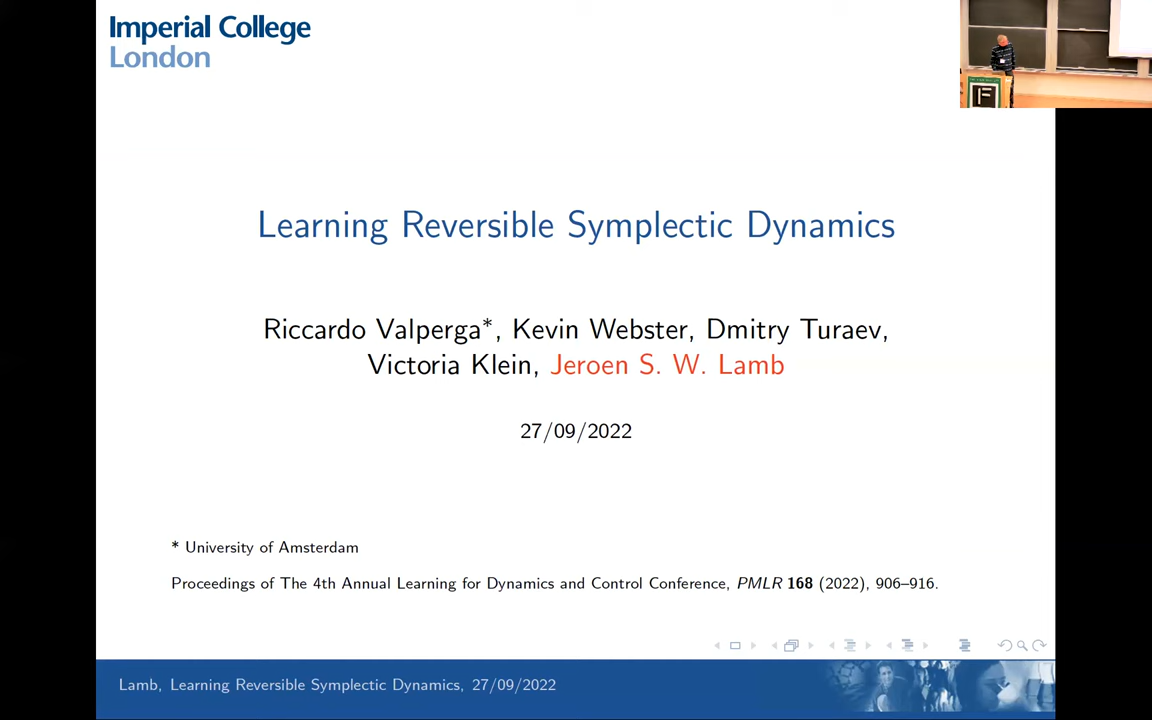 Imperial College
London
Learning Reversible Symplectic Dynamics
Riccardo Valperga*, Kevin Webster, Dmitry Turaev,
Victoria Klein, Jeroen S. W. Lamb
27/09/2022
* University of Amsterdam
Proceedings of The 4th Annual Learning for Dynamics and Control Conference, PMLR 168 (2022), 906–916.
Lamb, Learning Reversible Symplectic Dynamics, 27/09/2022